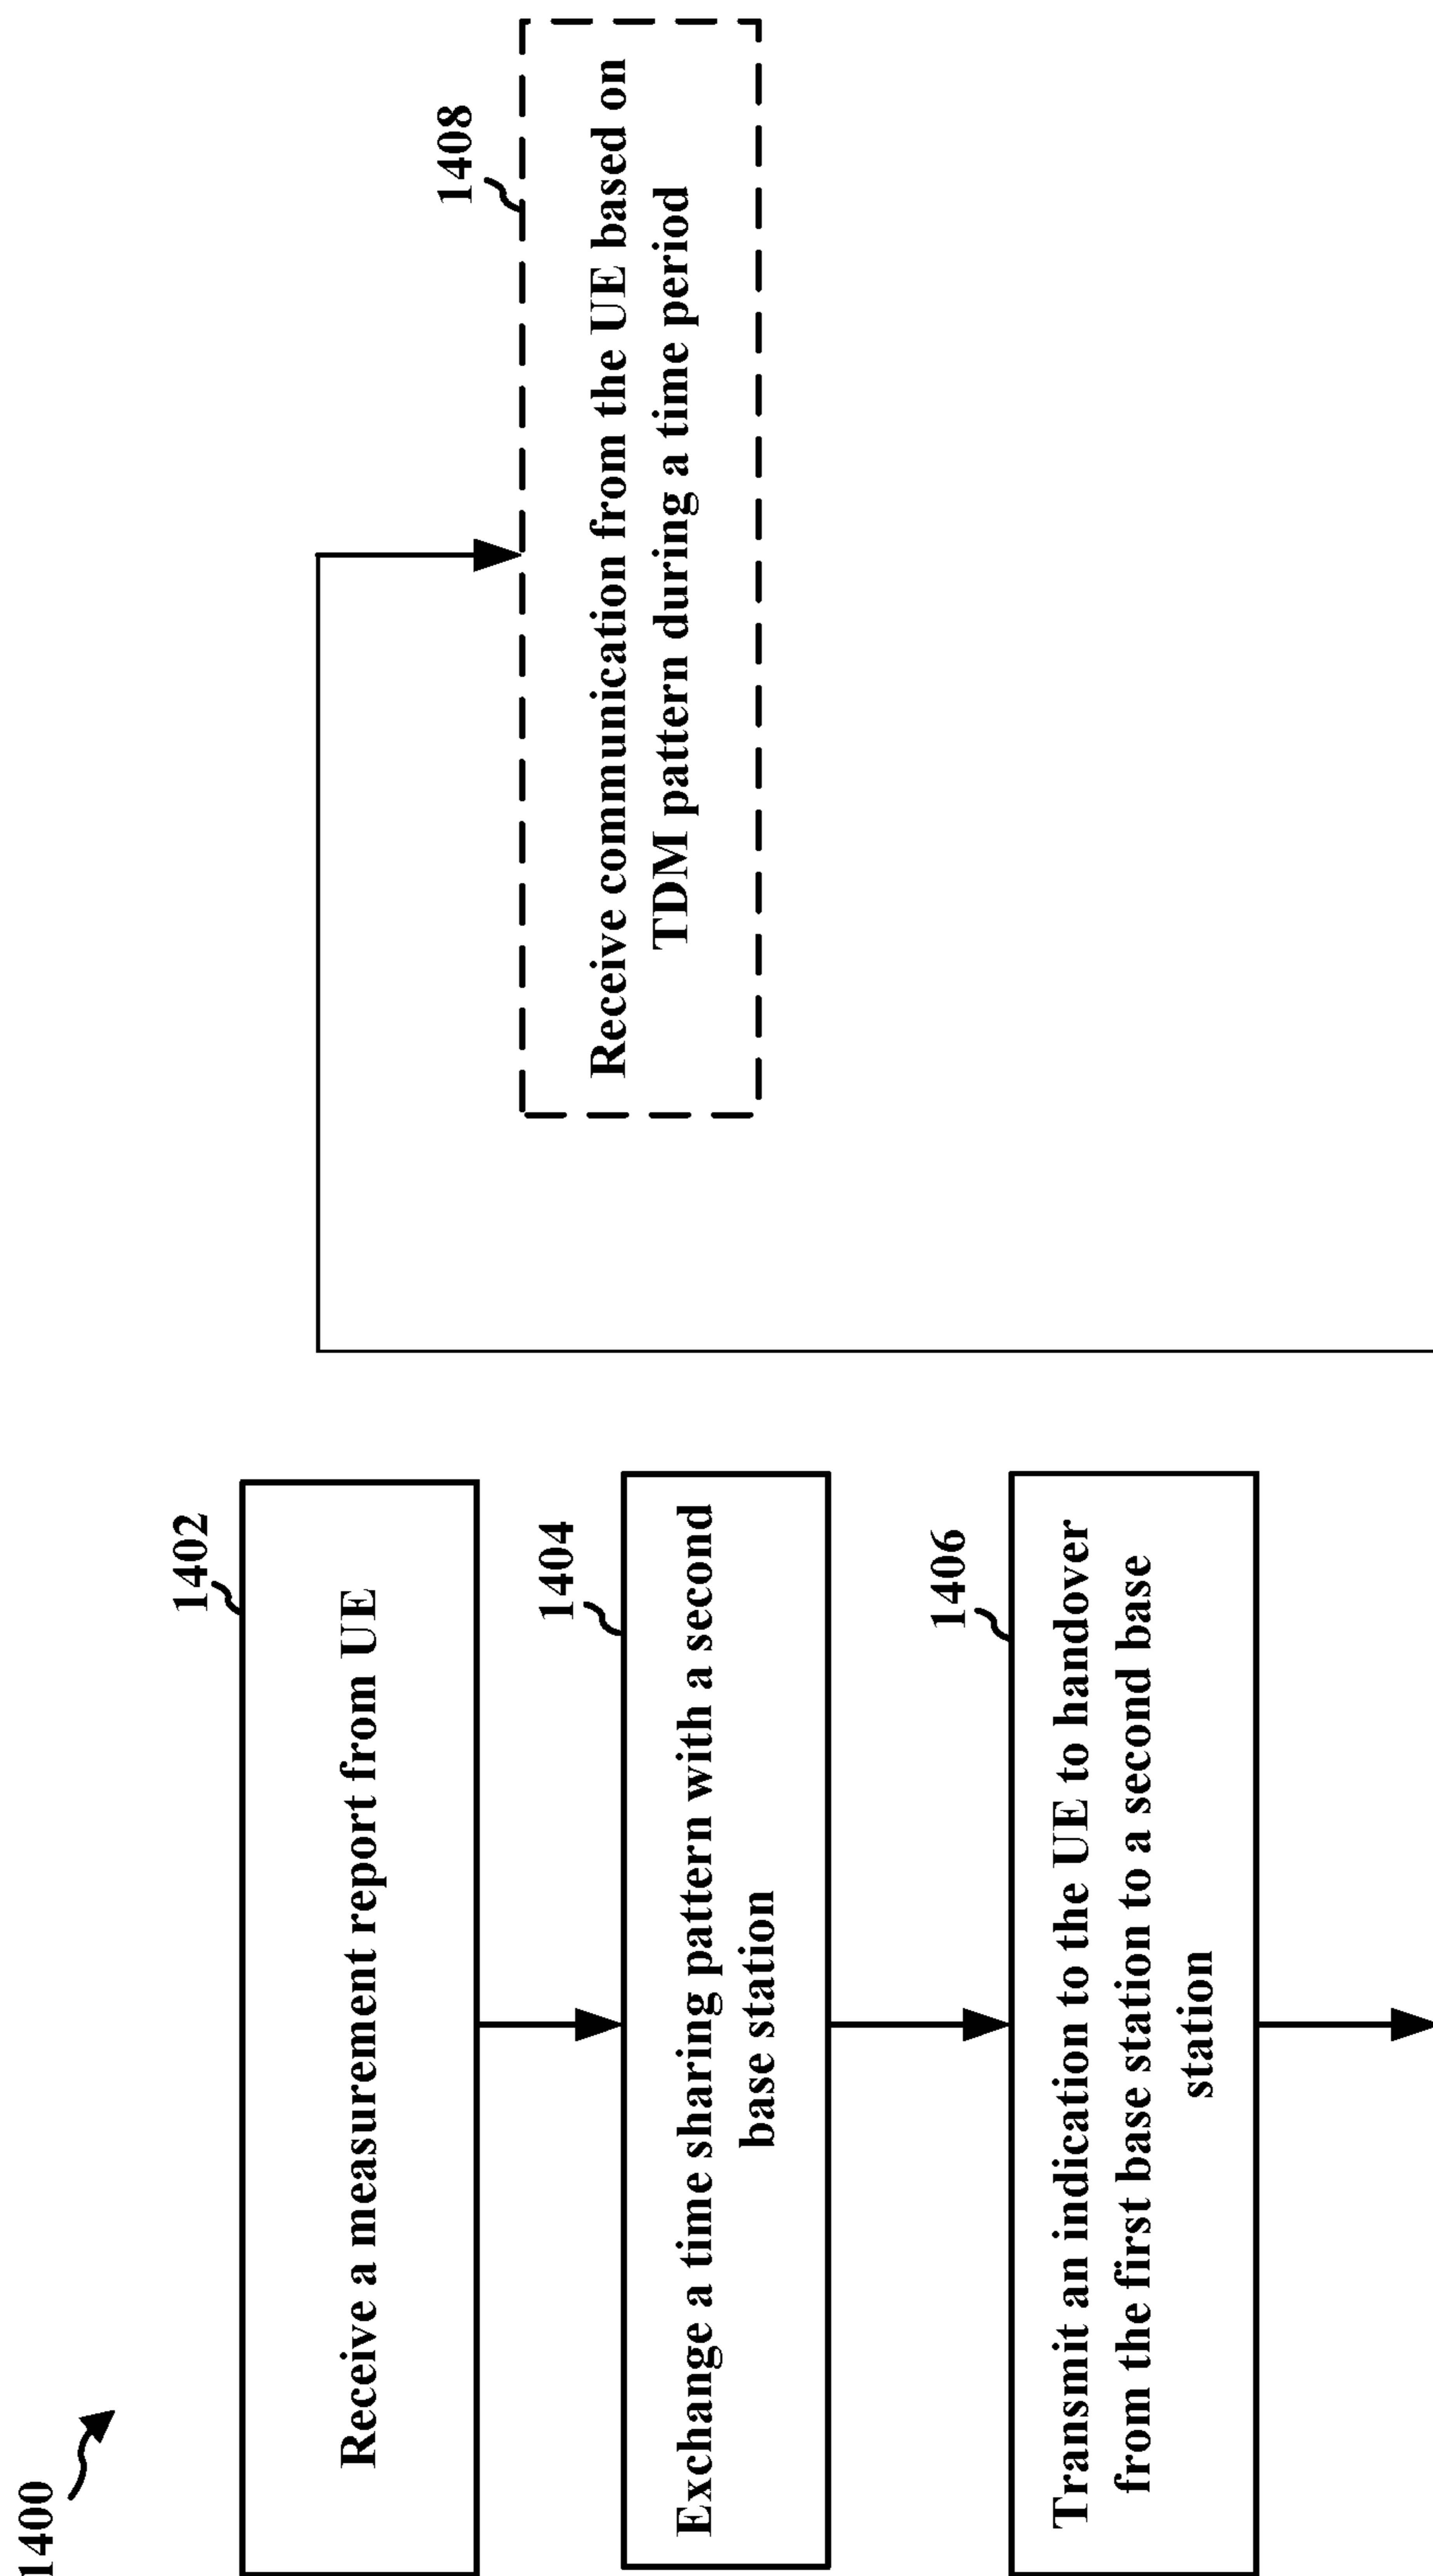 1400
1402
Receive a measurement report from UE
1404
Exchange a time sharing pattern with a second
base station
1406
Transmit an indication to the UE to handover
from the first base station to a second base
station
1408
Receive communication from the UE based on
TDM pattern during a time period